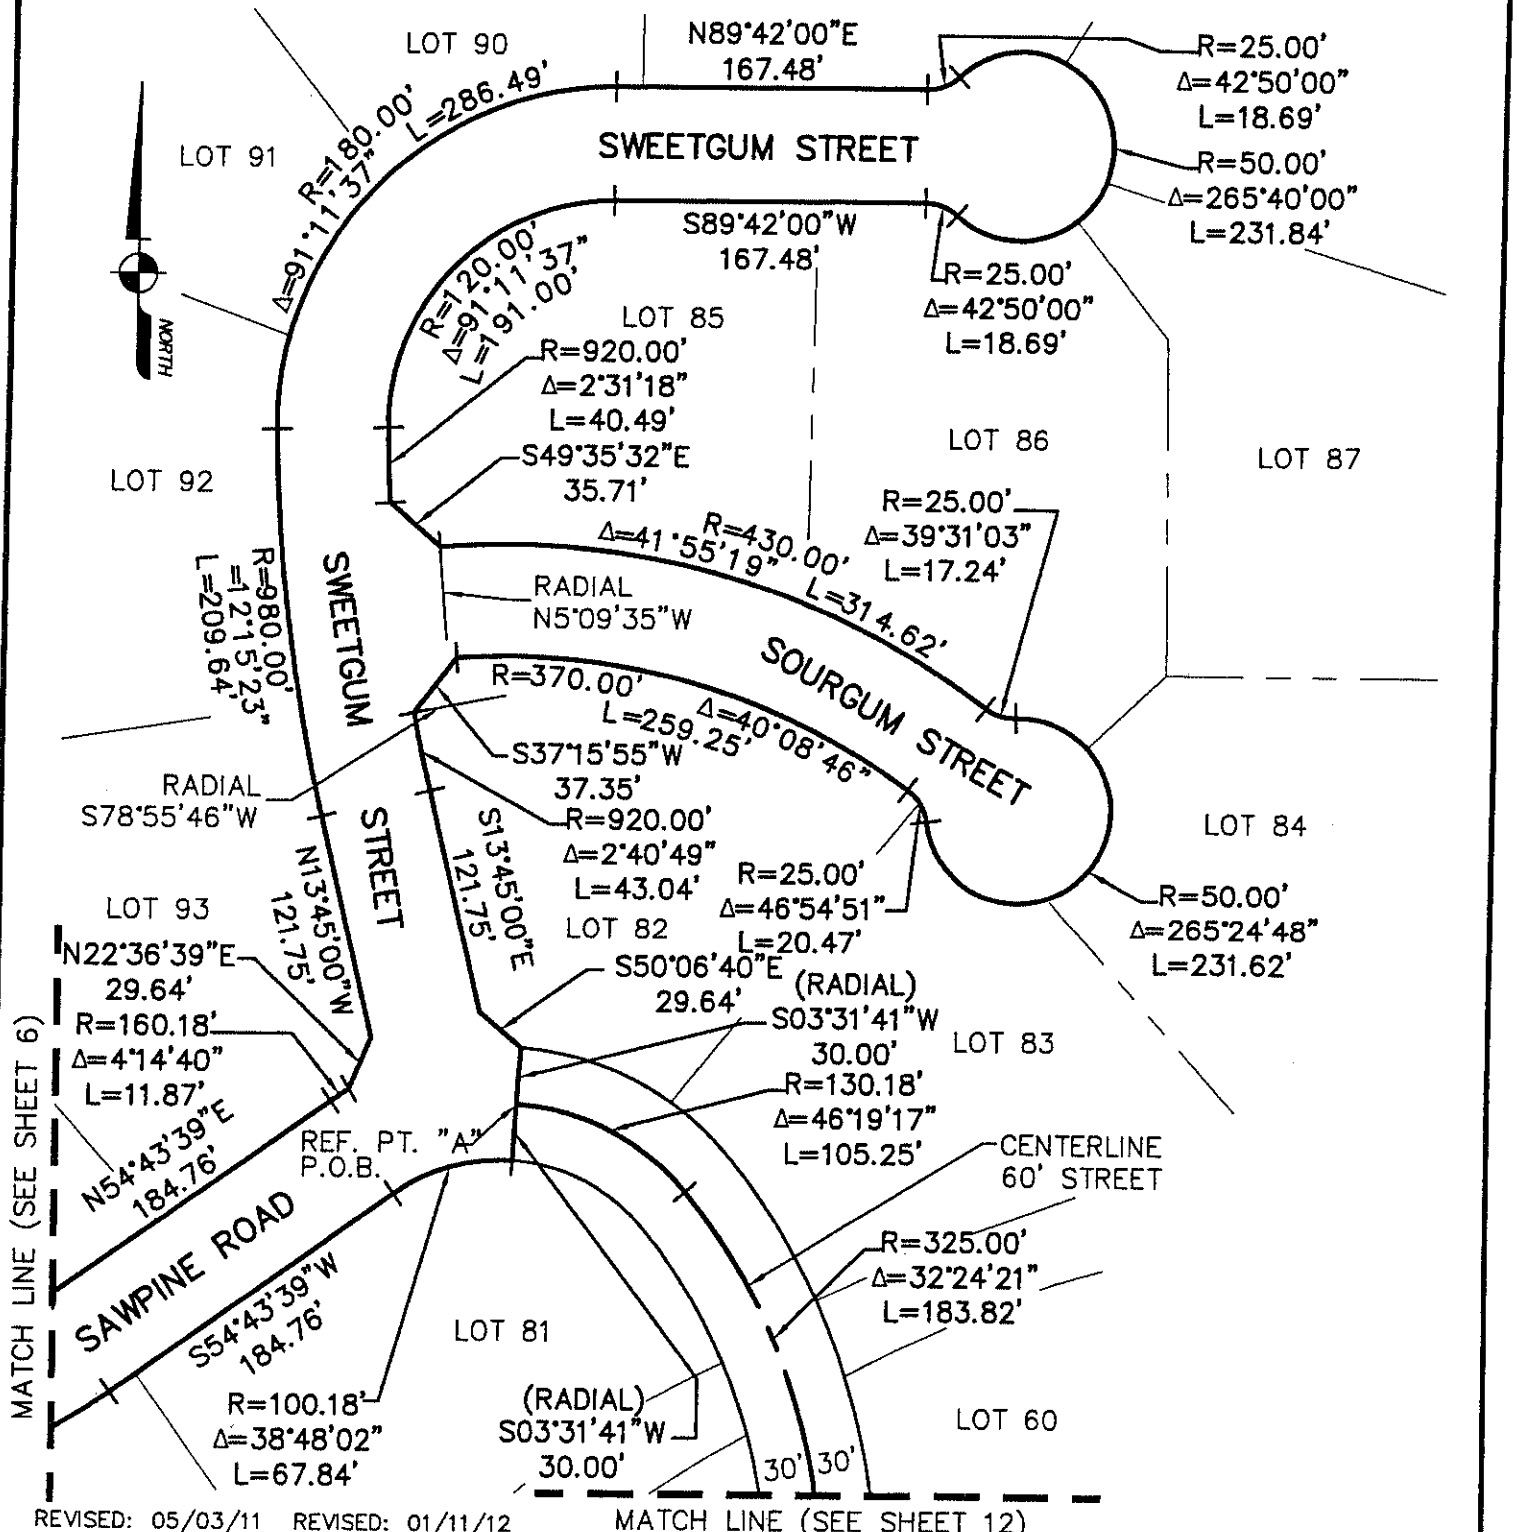 LOT 90
N89°42'00"E
167.48'
R=25.00'
Δ=42°50'00"
L=18.69'
R=180.00'
L=286.49'
Δ=91°11'37"
LOT 91
SWEETGUM STREET
R=50.00'
Δ=265°40'00"
L=231.84'
S89°42'00"W
167.48'
R=25.00'
Δ=42°50'00"
L=18.69'
R=120.00'
Δ=91°11'37"
L=191.00'
NORTH
LOT 85
R=920.00'
Δ=2°31'18"
L=40.49'
S49°35'32"E
35.71'
LOT 86
LOT 87
LOT 92
R=25.00'
Δ=39°31'03"
L=17.24'
R=430.00'
Δ=41°55'19"
L=314.62'
RADIAL
N5°09'35"W
R=980.00'
=12°15'23"
L=209.64'
SWEETGUM
STREET
SOURGUM STREET
R=370.00'
L=259.25'
Δ=40°08'46"
S37°15'55"W
37.35'
RADIAL
S78°55'46"W
R=920.00'
Δ=2°40'49"
L=43.04'
S13°45'00"E
121.75'
N13°45'00"W
121.75'
LOT 84
R=25.00'
Δ=46°54'51"
L=20.47'
R=50.00'
Δ=265°24'48"
L=231.62'
LOT 93
LOT 82
N22°36'39"E
29.64'
S50°06'40"E
29.64'
(RADIAL)
S03°31'41"W
30.00'
LOT 83
R=160.18'
Δ=4°14'40"
L=11.87'
R=130.18'
Δ=46°19'17"
L=105.25'
MATCH LINE (SEE SHEET 6)
N54°43'39"E
184.76'
REF. PT. "A"
P.O.B.
CENTERLINE
60' STREET
SAWPINE ROAD
S54°43'39"W
184.76'
R=325.00'
Δ=32°24'21"
L=183.82'
LOT 81
R=100.18'
Δ=38°48'02"
L=67.84'
(RADIAL)
S03°31'41"W
30.00'
LOT 60
30' 30'
REVISED: 05/03/11 REVISED: 01/11/12
MATCH LINE (SEE SHEET 12)